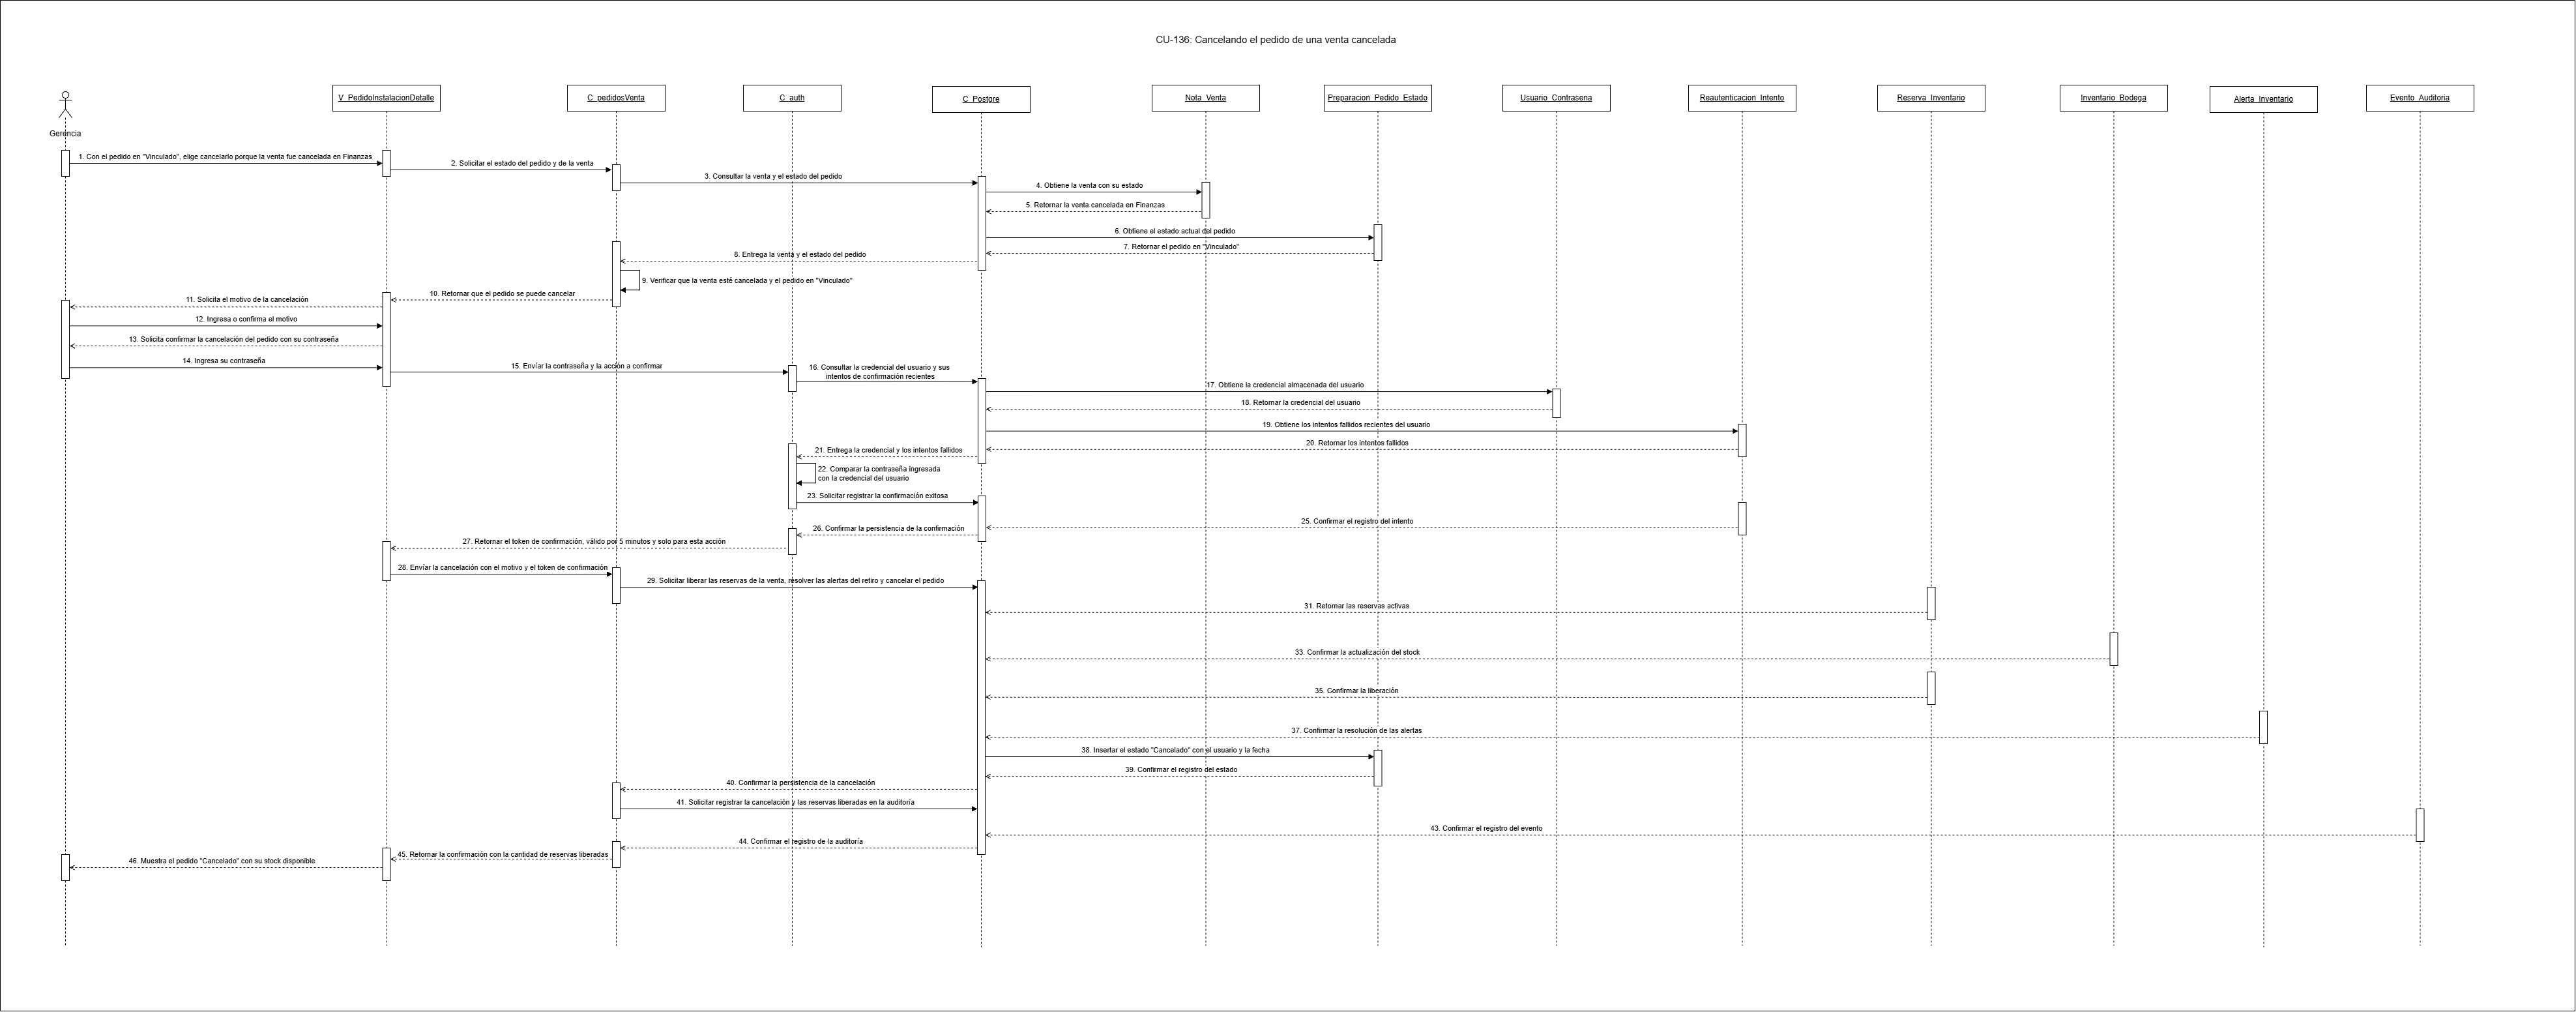 CU-136: Cancelando el pedido de una venta cancelada
Gerencia
V_PedidoInstalacionDetalle
C_pedidosVenta
C_auth
C_Postgre
Nota_Venta
Preparacion_Pedido_Estado
Usuario_Contrasena
Reautenticacion_Intento
Reserva_Inventario
Inventario_Bodega
Alerta_Inventario
Evento_Auditoria
1. Con el pedido en "Vinculado", elige cancelarlo porque la venta fue cancelada en Finanzas
2. Solicitar el estado del pedido y de la venta
3. Consultar la venta y el estado del pedido
4. Obtiene la venta con su estado
5. Retornar la venta cancelada en Finanzas
6. Obtiene el estado actual del pedido
7. Retornar el pedido en "Vinculado"
8. Entrega la venta y el estado del pedido
9. Verificar que la venta esté cancelada y el pedido en "Vinculado"
10. Retornar que el pedido se puede cancelar
11. Solicita el motivo de la cancelación
12. Ingresa o confirma el motivo
13. Solicita confirmar la cancelación del pedido con su contraseña
14. Ingresa su contraseña
15. Envíar la contraseña y la acción a confirmar
16. Consultar la credencial del usuario y sus
intentos de confirmación recientes
17. Obtiene la credencial almacenada del usuario
18. Retornar la credencial del usuario
19. Obtiene los intentos fallidos recientes del usuario
20. Retornar los intentos fallidos
21. Entrega la credencial y los intentos fallidos
22. Comparar la contraseña ingresada
con la credencial del usuario
23. Solicitar registrar la confirmación exitosa
25. Confirmar el registro del intento
26. Confirmar la persistencia de la confirmación
27. Retornar el token de confirmación, válido por 5 minutos y solo para esta acción
28. Envíar la cancelación con el motivo y el token de confirmación
29. Solicitar liberar las reservas de la venta, resolver las alertas del retiro y cancelar el pedido
31. Retornar las reservas activas
33. Confirmar la actualización del stock
35. Confirmar la liberación
37. Confirmar la resolución de las alertas
38. Insertar el estado "Cancelado" con el usuario y la fecha
39. Confirmar el registro del estado
40. Confirmar la persistencia de la cancelación
41. Solicitar registrar la cancelación y las reservas liberadas en la auditoría
43. Confirmar el registro del evento
44. Confirmar el registro de la auditoría
45. Retornar la confirmación con la cantidad de reservas liberadas
46. Muestra el pedido "Cancelado" con su stock disponible